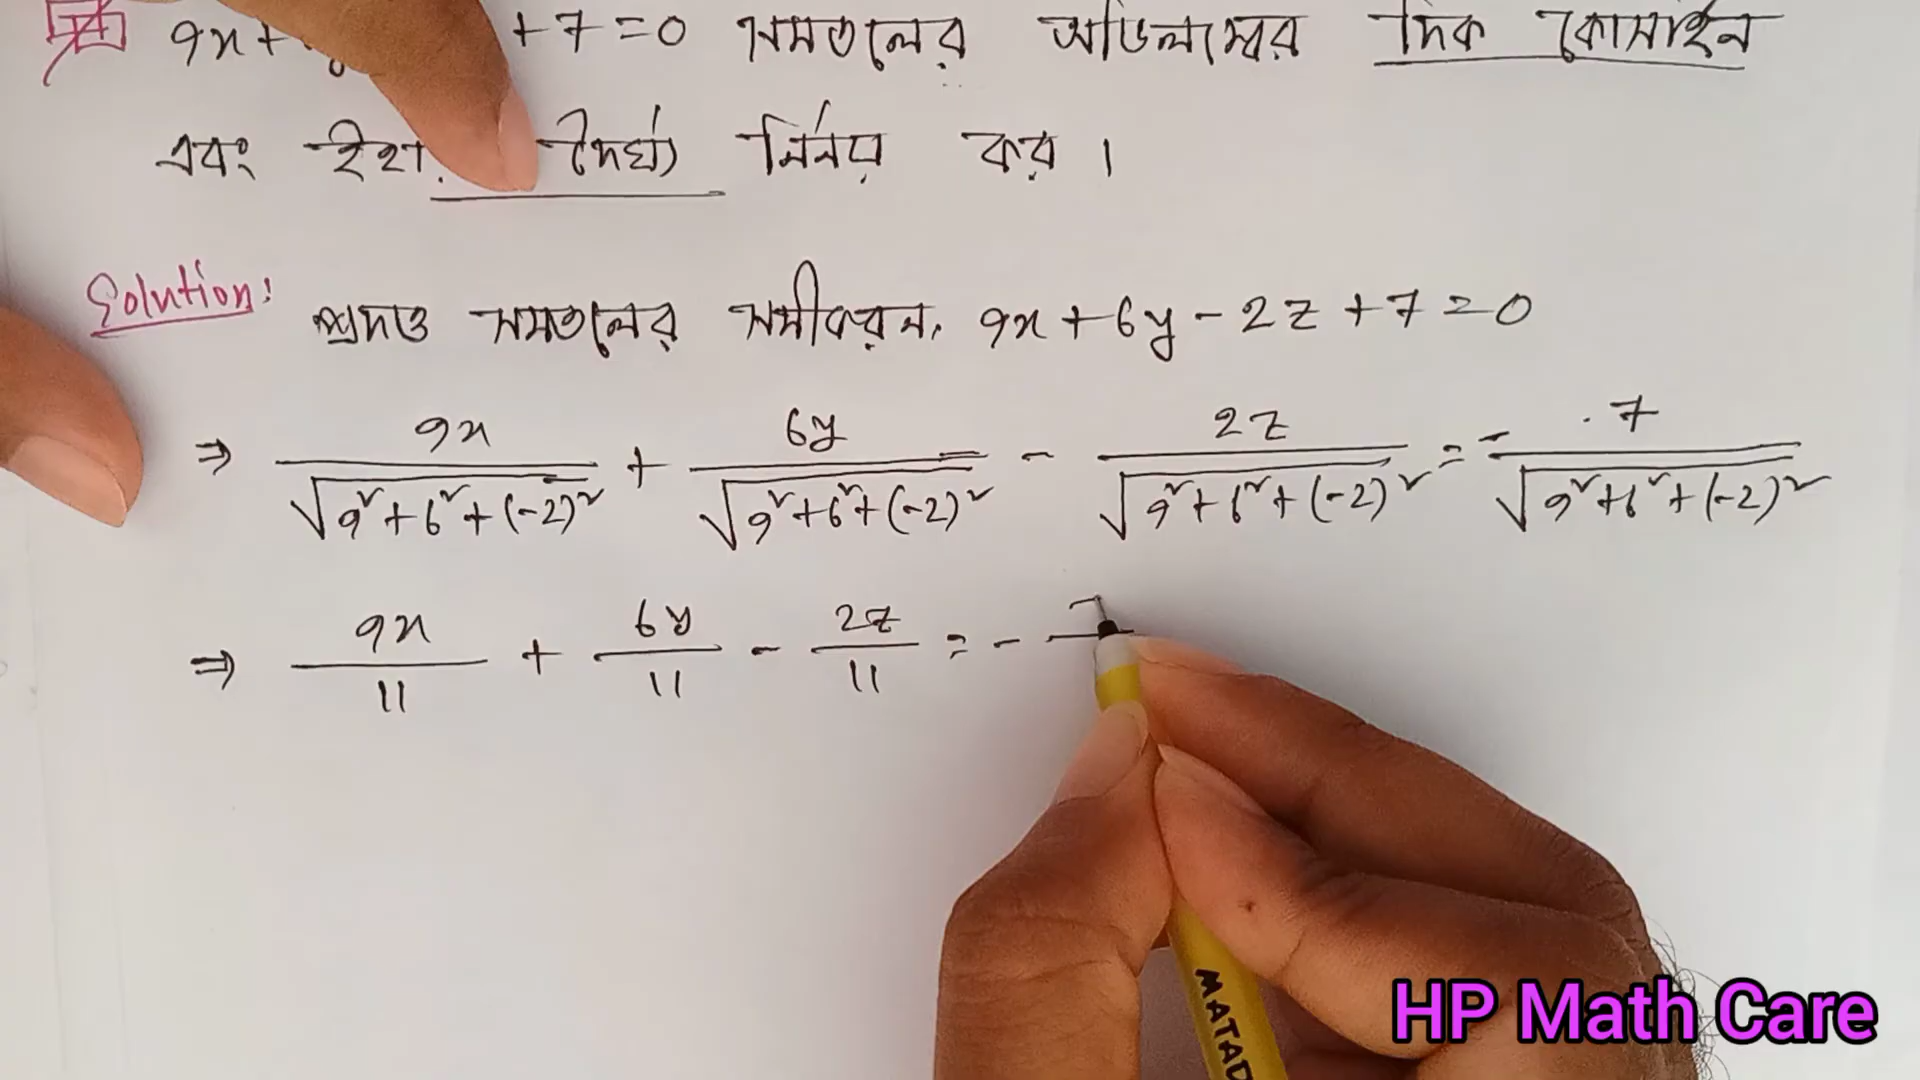 9x+ +7=0 সমতলের অভিলম্বের দিক কোসাইন
এবং ইহার দৈর্ঘ্য নির্নয় কর ।
Solution: প্রদত্ত সমতলের সমীকরন, 9x+6y-2z+7=0
⇒ 9x/√(9²+6²+(-2)²) + 6y/√(9²+6²+(-2)²) - 2z/√(9²+6²+(-2)²) = - 7/√(9²+6²+(-2)²)
⇒ 9x/11 + 6y/11 - 2z/11 = -
MATAD
HP Math Care